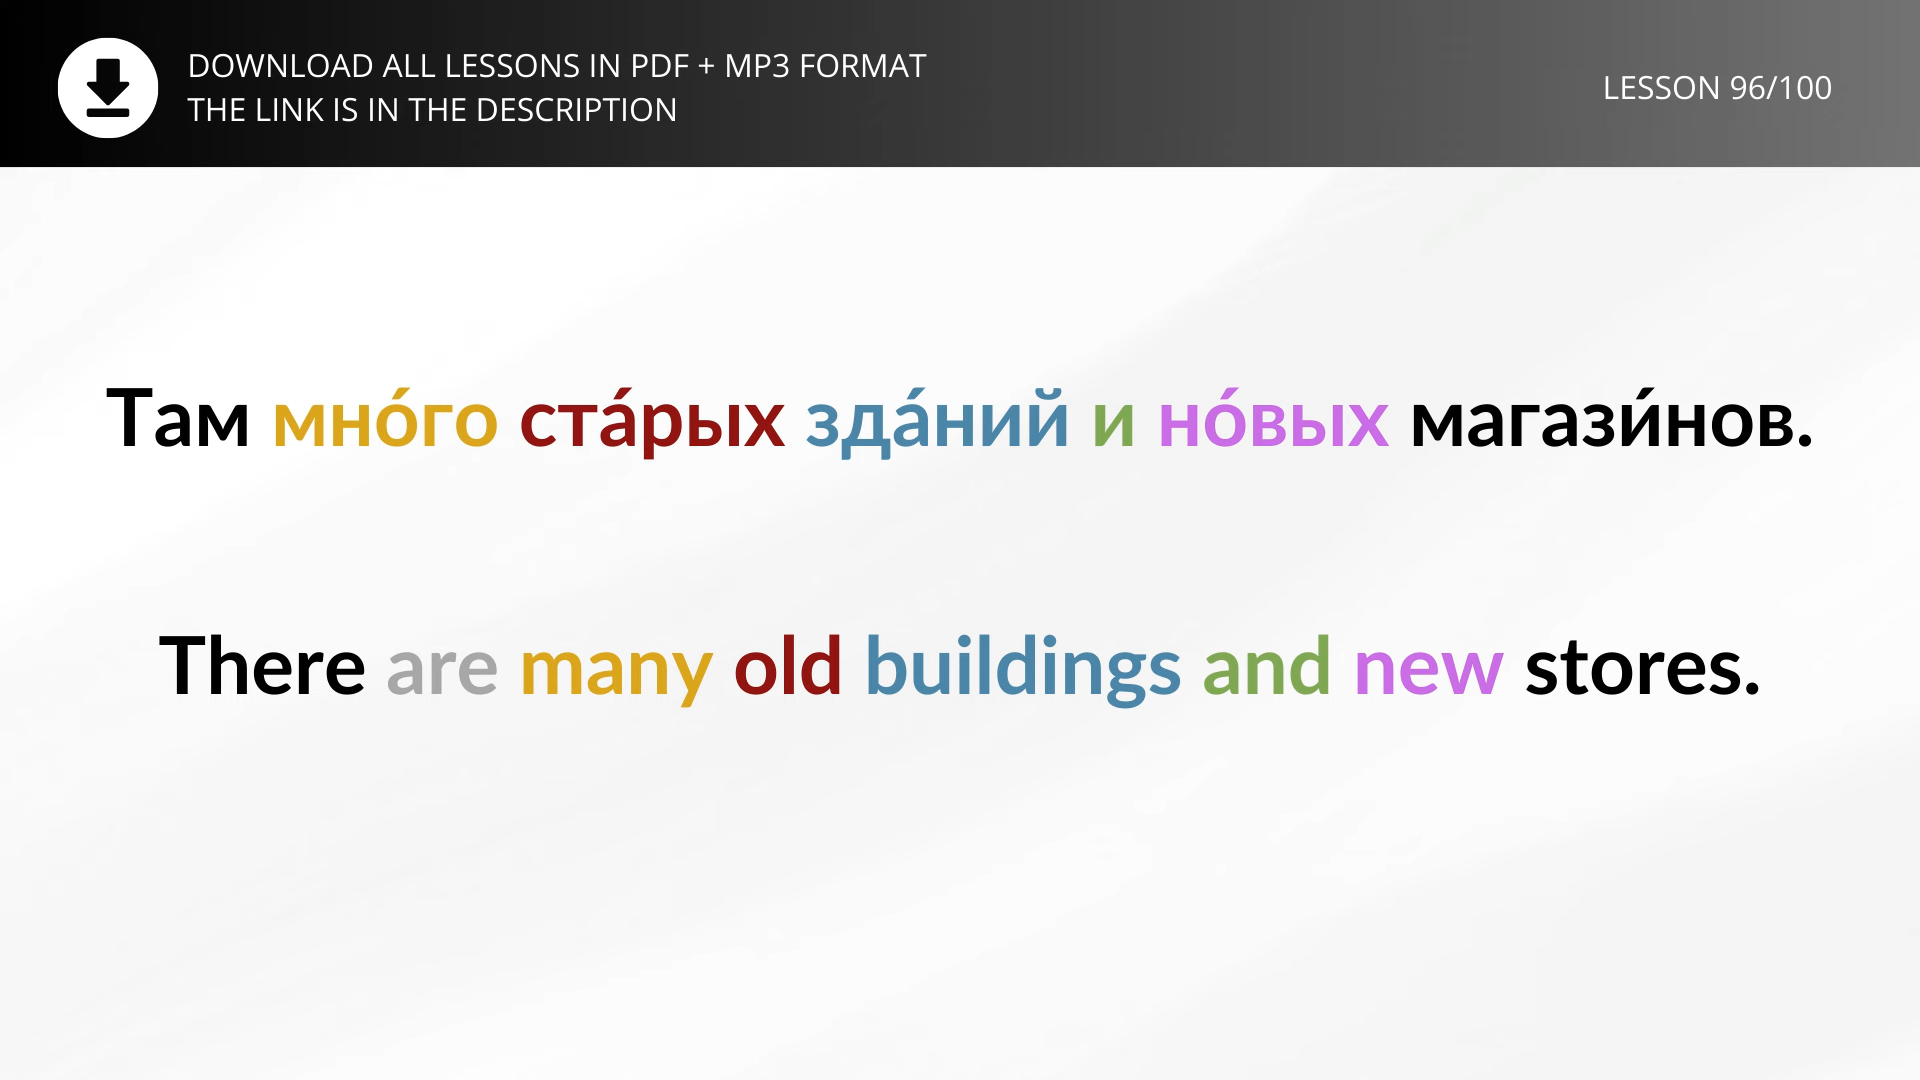 DOWNLOAD ALL LESSONS IN PDF + MP3 FORMAT
THE LINK IS IN THE DESCRIPTION
LESSON 96/100
Там мно́го ста́рых зда́ний и но́вых магази́нов.
There are many old buildings and new stores.